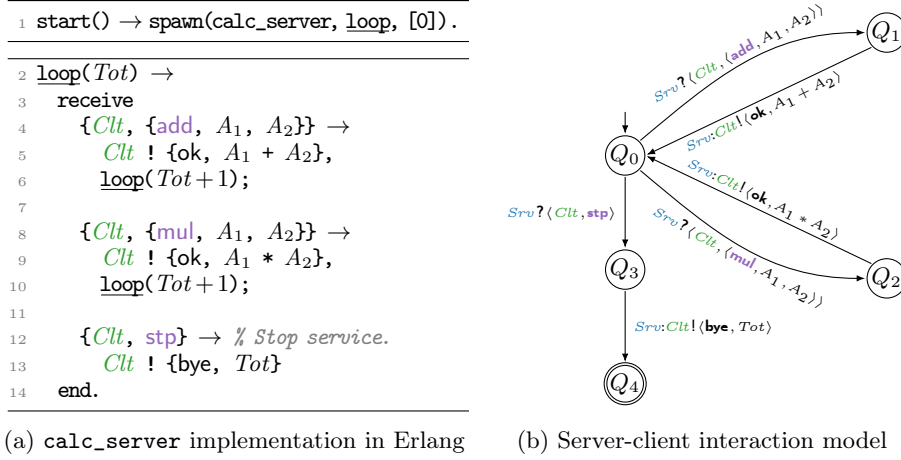 1 start() → spawn(calc_server, loop, [0]).
2 loop(Tot) →
3 receive
4 {Clt, {add, A₁, A₂}} →
5 Clt ! {ok, A₁ + A₂},
6 loop(Tot+1);
7
8 {Clt, {mul, A₁, A₂}} →
9 Clt ! {ok, A₁ * A₂},
10 loop(Tot+1);
11
12 {Clt, stp} → % Stop service.
13 Clt ! {bye, Tot}
14 end.
(a) calc_server implementation in Erlang
Q₁
Srv?⟨Clt, ⟨add, A₁, A₂⟩⟩
Srv:Clt!⟨ok, A₁ + A₂⟩
Q₀
Srv:Clt!⟨ok, A₁ * A₂⟩
Srv?⟨Clt, stp⟩
Srv?⟨Clt, ⟨mul, A₁, A₂⟩⟩
Q₃
Q₂
Srv:Clt!⟨bye, Tot⟩
Q₄
(b) Server-client interaction model